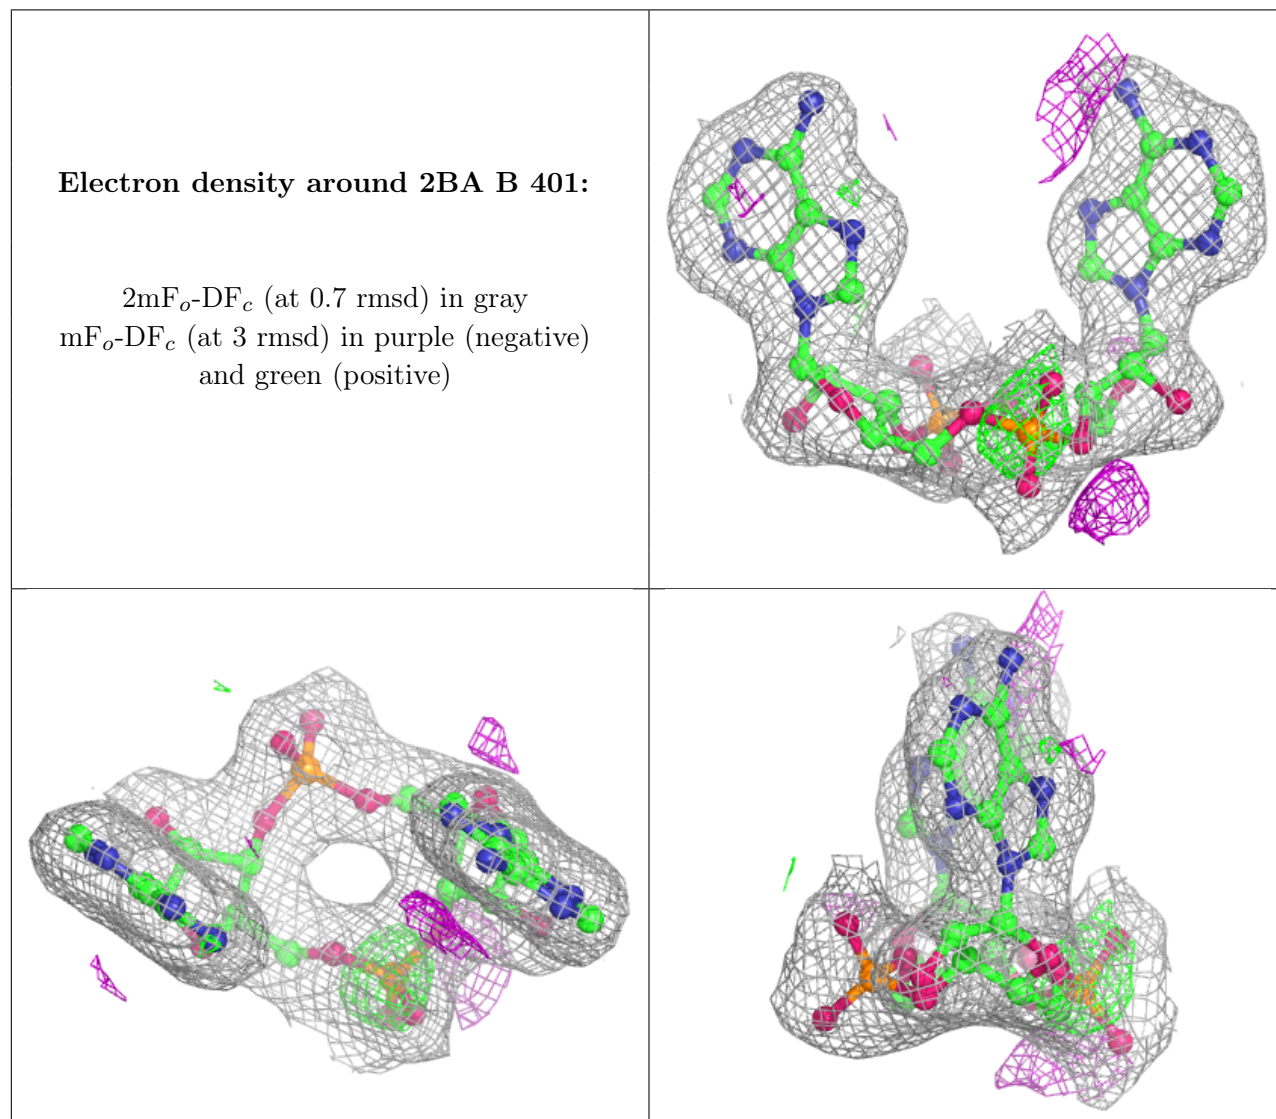 Electron density around 2BA B 401:
2mFo-DFc (at 0.7 rmsd) in gray
mFo-DFc (at 3 rmsd) in purple (negative)
and green (positive)